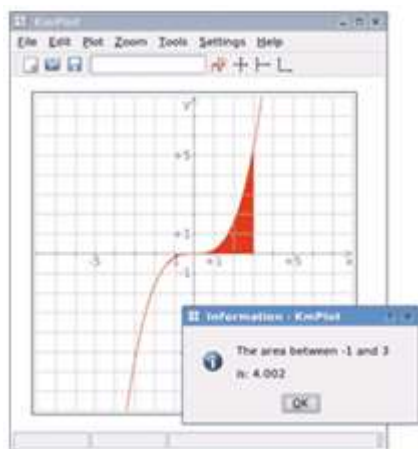 KmPlot
File Edit Plot Zoom Tools Settings Help
y
+5
+1
-5
-1
+1
+5
x
-1
Information - KmPlot
The area between -1 and 3
is: 4.002
OK